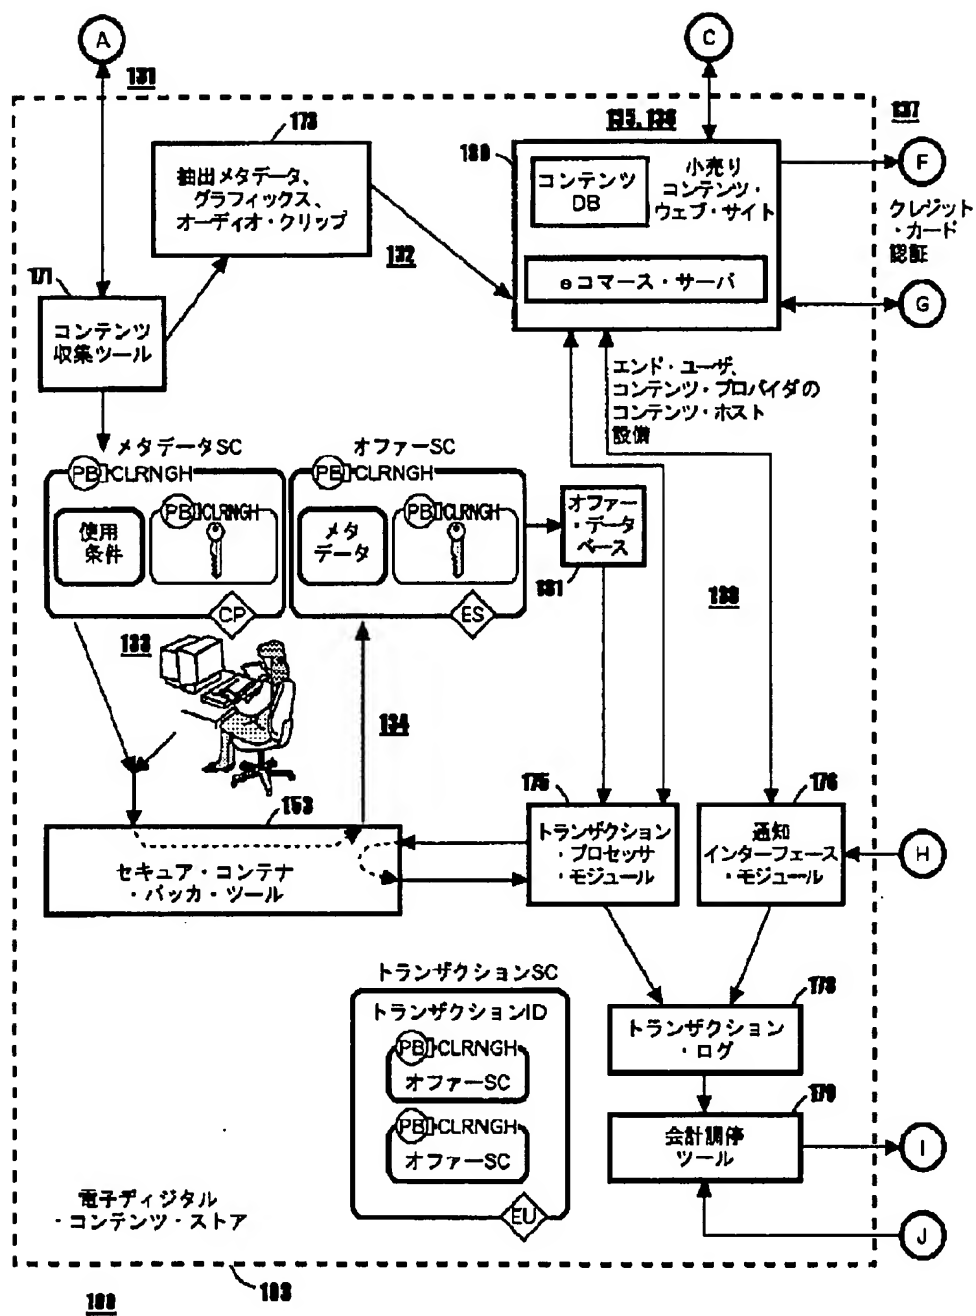 A
C
131
137
173
135, 136
180
F
抽出メタデータ、
グラフィックス、
オーディオ・クリップ
コンテンツ
DB
小売り
コンテンツ・
ウェブ・サイト
クレジット
・カード
認証
132
171
eコマース・サーバ
G
コンテンツ
収集ツール
エンド・ユーザ、
コンテンツ・プロバイダの
コンテンツ・ホスト
設備
メタデータSC
オファーSC
PB CLRNGH
PB CLRNGH
使用
条件
PB CLRNGH
メタ
データ
PB CLRNGH
オファー
・データ
ベース
181
138
CP
ES
133
134
153
175
176
セキュア・コンテナ
・パッカ・ツール
トランザクション
・プロセッサ
・モジュール
通知
インターフェース
・モジュール
H
トランザクションSC
トランザクションID
PB CLRNGH
オファーSC
PB CLRNGH
オファーSC
EU
178
トランザクション
・ログ
179
会計調停
ツール
I
J
電子ディジタル
・コンテンツ・ストア
103
100